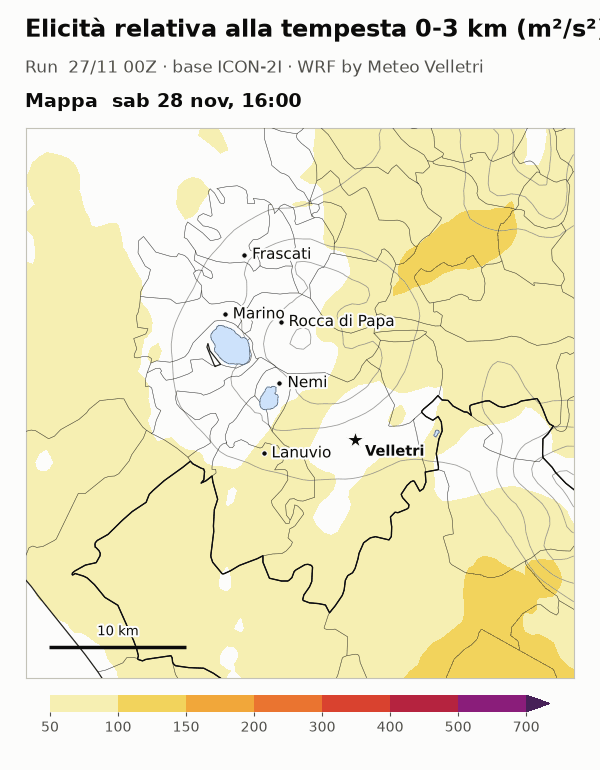 Elicità relativa alla tempesta 0-3 km (m²/s²)
Run 27/11 00Z · base ICON-2I · WRF by Meteo Velletri
Mappa sab 28 nov, 16:00
Frascati
Marino
Rocca di Papa
Nemi
Velletri
Lanuvio
10 km
50 100 150 200 300 400 500 700